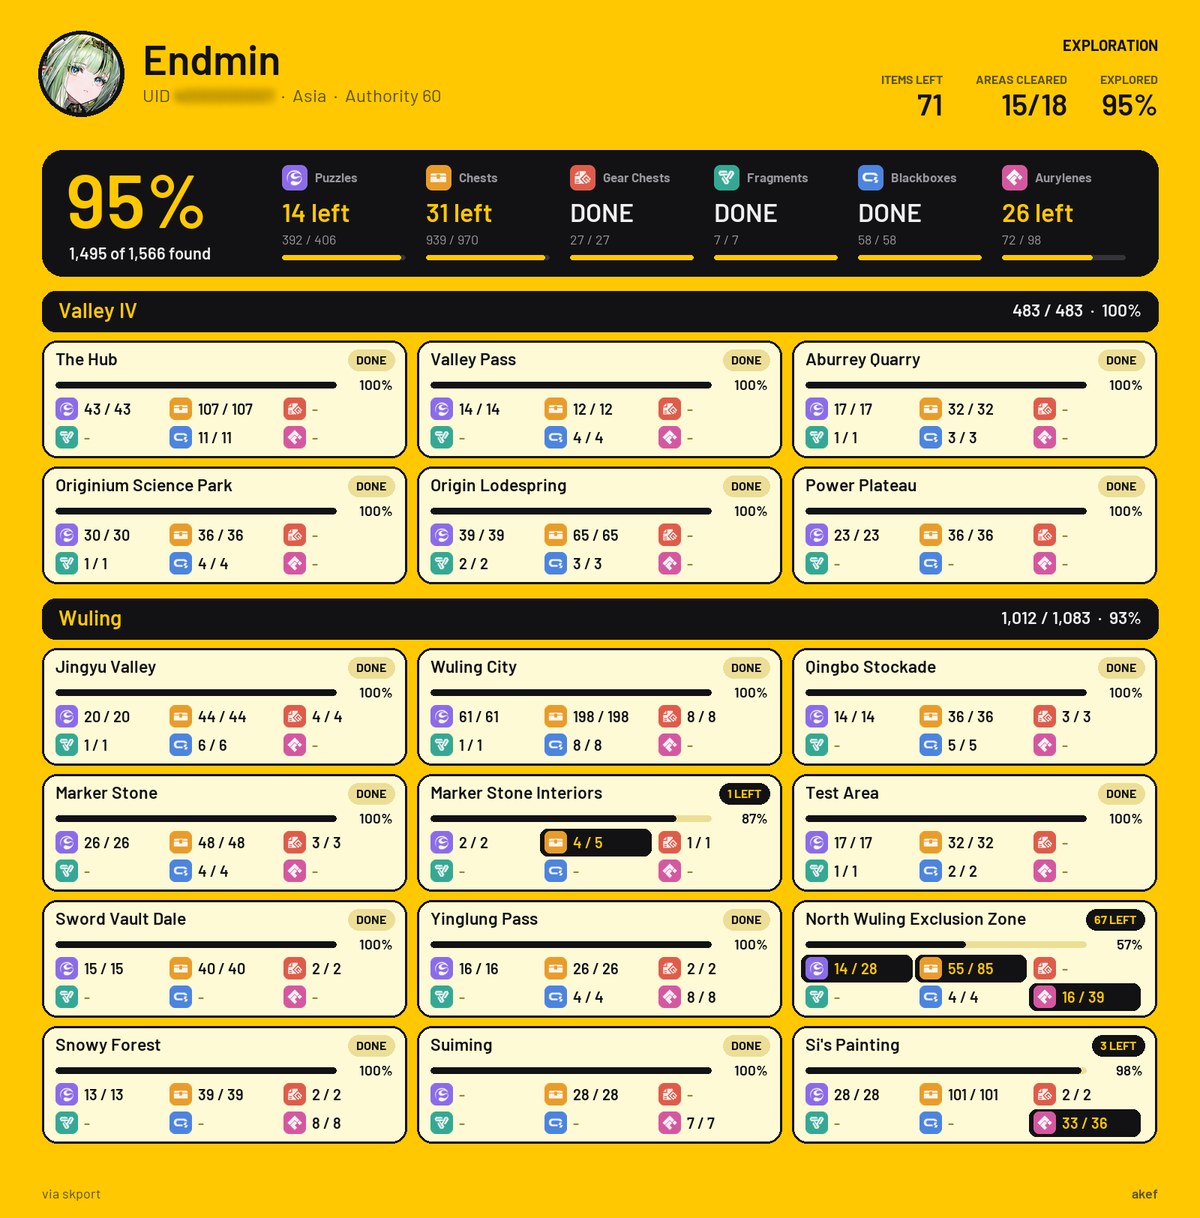 Endmin
UID · Asia · Authority 60
EXPLORATION
ITEMS LEFT AREAS CLEARED EXPLORED
71 15/18 95%
95%
1,495 of 1,566 found
Puzzles Chests Gear Chests Fragments Blackboxes Aurylenes
14 left 31 left DONE DONE DONE 26 left
392 / 406 939 / 970 27 / 27 7 / 7 58 / 58 72 / 98
Valley IV 483 / 483 · 100%
The Hub DONE
100%
43 / 43 107 / 107 -
- 11 / 11 -
Valley Pass DONE
100%
14 / 14 12 / 12 -
- 4 / 4 -
Aburrey Quarry DONE
100%
17 / 17 32 / 32 -
1 / 1 3 / 3 -
Originium Science Park DONE
100%
30 / 30 36 / 36 -
1 / 1 4 / 4 -
Origin Lodespring DONE
100%
39 / 39 65 / 65 -
2 / 2 3 / 3 -
Power Plateau DONE
100%
23 / 23 36 / 36 -
- - -
Wuling 1,012 / 1,083 · 93%
Jingyu Valley DONE
100%
20 / 20 44 / 44 4 / 4
1 / 1 6 / 6 -
Wuling City DONE
100%
61 / 61 198 / 198 8 / 8
1 / 1 8 / 8 -
Qingbo Stockade DONE
100%
14 / 14 36 / 36 3 / 3
- 5 / 5 -
Marker Stone DONE
100%
26 / 26 48 / 48 3 / 3
- 4 / 4 -
Marker Stone Interiors 1 LEFT
87%
2 / 2 4 / 5 1 / 1
- - -
Test Area DONE
100%
17 / 17 32 / 32 -
1 / 1 2 / 2 -
Sword Vault Dale DONE
100%
15 / 15 40 / 40 2 / 2
- - -
Yinglung Pass DONE
100%
16 / 16 26 / 26 2 / 2
- 4 / 4 8 / 8
North Wuling Exclusion Zone 67 LEFT
57%
14 / 28 55 / 85 -
- 4 / 4 16 / 39
Snowy Forest DONE
100%
13 / 13 39 / 39 2 / 2
- - 8 / 8
Suiming DONE
100%
- 28 / 28 -
- - 7 / 7
Si's Painting 3 LEFT
98%
28 / 28 101 / 101 2 / 2
- - 33 / 36
via skport
akef